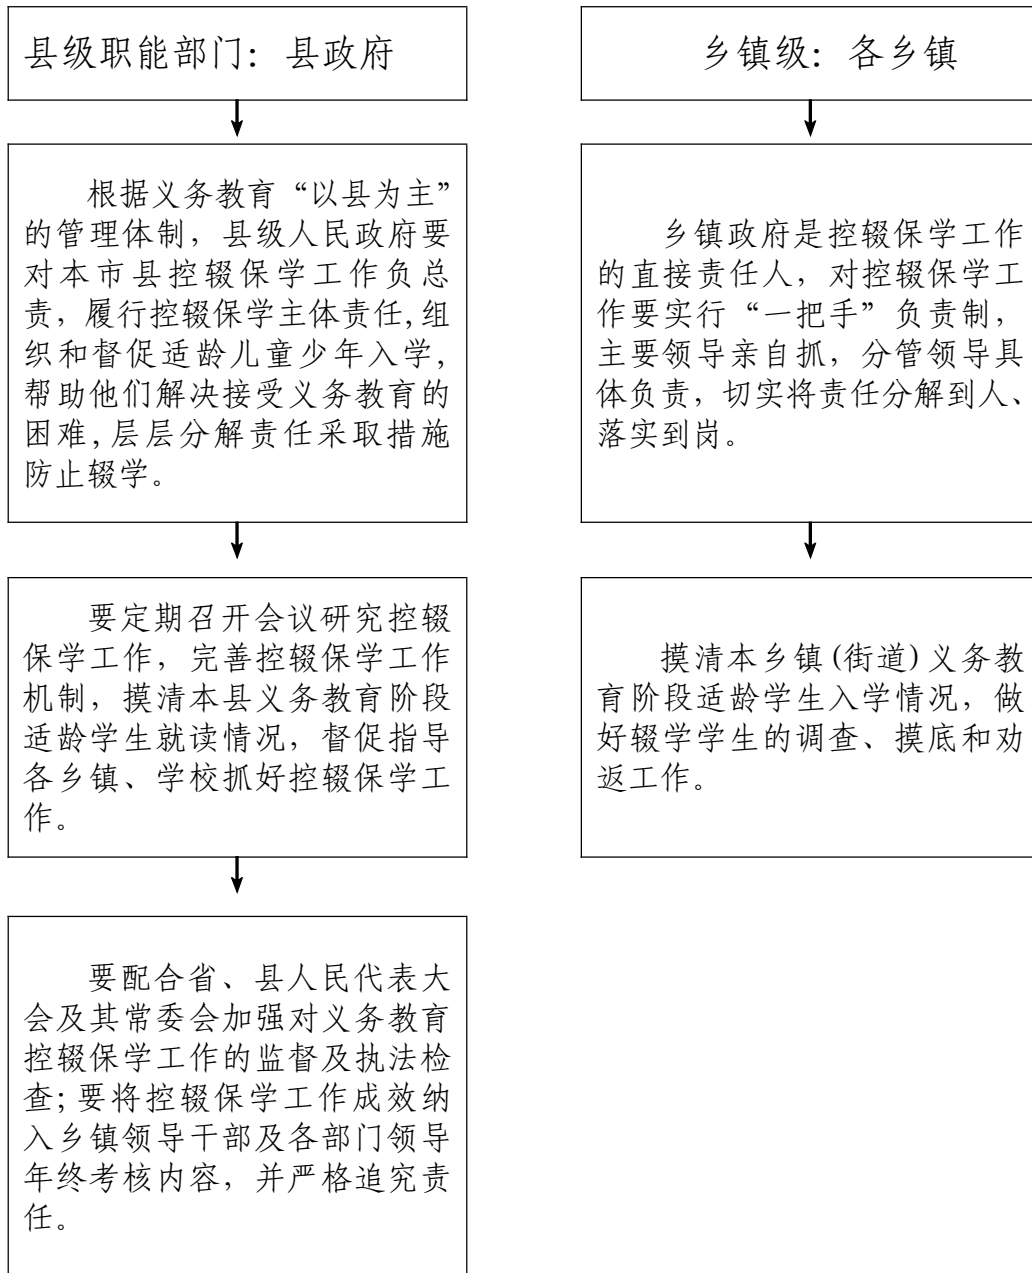 县级职能部门：县政府
根据义务教育“以县为主”
的管理体制，县级人民政府要
对本市县控辍保学工作负总
责，履行控辍保学主体责任,组
织和督促适龄儿童少年入学,
帮助他们解决接受义务教育的
困难,层层分解责任采取措施
防止辍学。
要定期召开会议研究控辍
保学工作，完善控辍保学工作
机制，摸清本县义务教育阶段
适龄学生就读情况，督促指导
各乡镇、学校抓好控辍保学工
作。
要配合省、县人民代表大
会及其常委会加强对义务教育
控辍保学工作的监督及执法检
查;要将控辍保学工作成效纳
入乡镇领导干部及各部门领导
年终考核内容，并严格追究责
任。
乡镇级：各乡镇
乡镇政府是控辍保学工作
的直接责任人，对控辍保学工
作要实行“一把手”负责制，
主要领导亲自抓，分管领导具
体负责，切实将责任分解到人、
落实到岗。
摸清本乡镇(街道)义务教
育阶段适龄学生入学情况，做
好辍学学生的调查、摸底和劝
返工作。